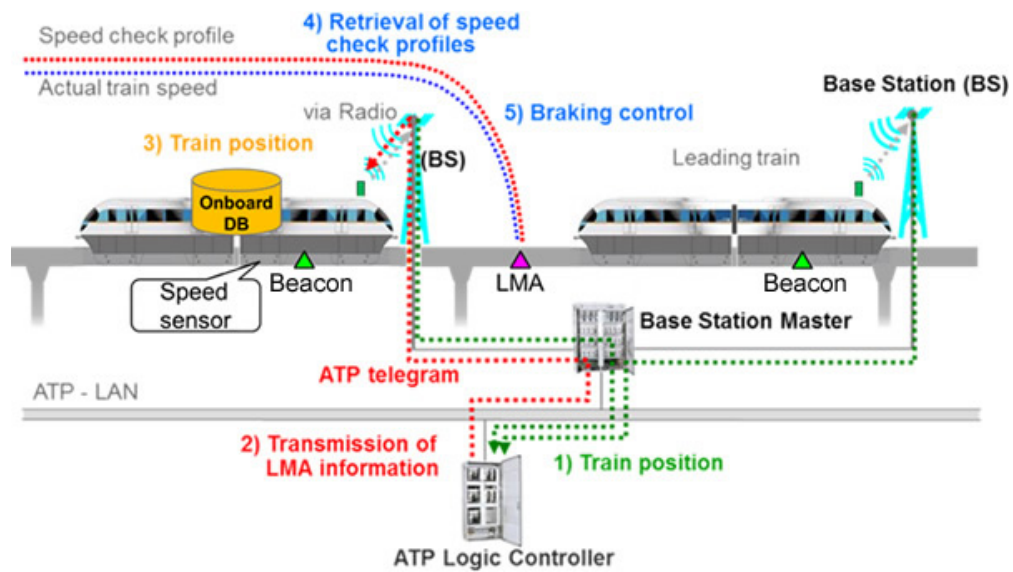 Speed check profile
4) Retrieval of speed
check profiles
Actual train speed
Base Station (BS)
via Radio
5) Braking control
3) Train position
(BS)
Leading train
Onboard
DB
Beacon
LMA
Beacon
Speed
sensor
Base Station Master
ATP telegram
ATP - LAN
2) Transmission of
LMA information
1) Train position
ATP Logic Controller